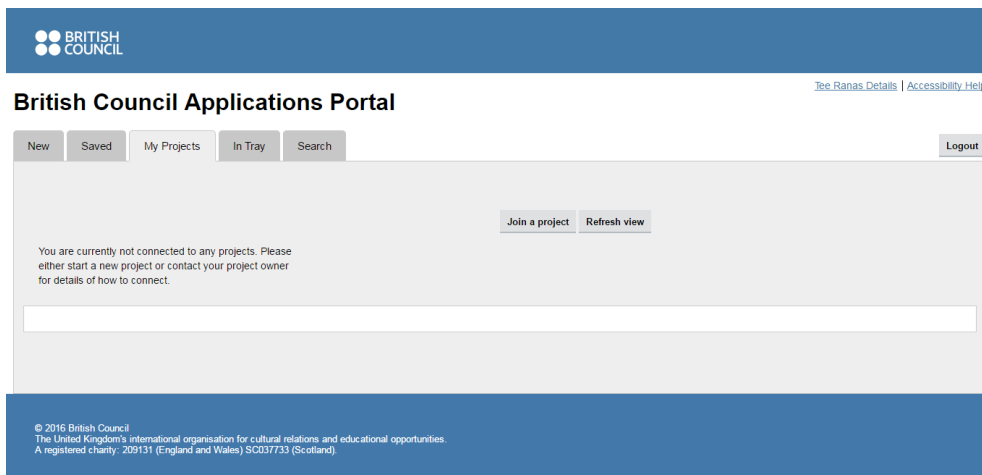 BRITISH
COUNCIL
Tee Ranas Details | Accessibility Help
British Council Applications Portal
New Saved My Projects In Tray Search
Logout
Join a project Refresh view
You are currently not connected to any projects. Please
either start a new project or contact your project owner
for details of how to connect.
© 2016 British Council
The United Kingdom's international organisation for cultural relations and educational opportunities.
A registered charity: 209131 (England and Wales) SC037733 (Scotland).